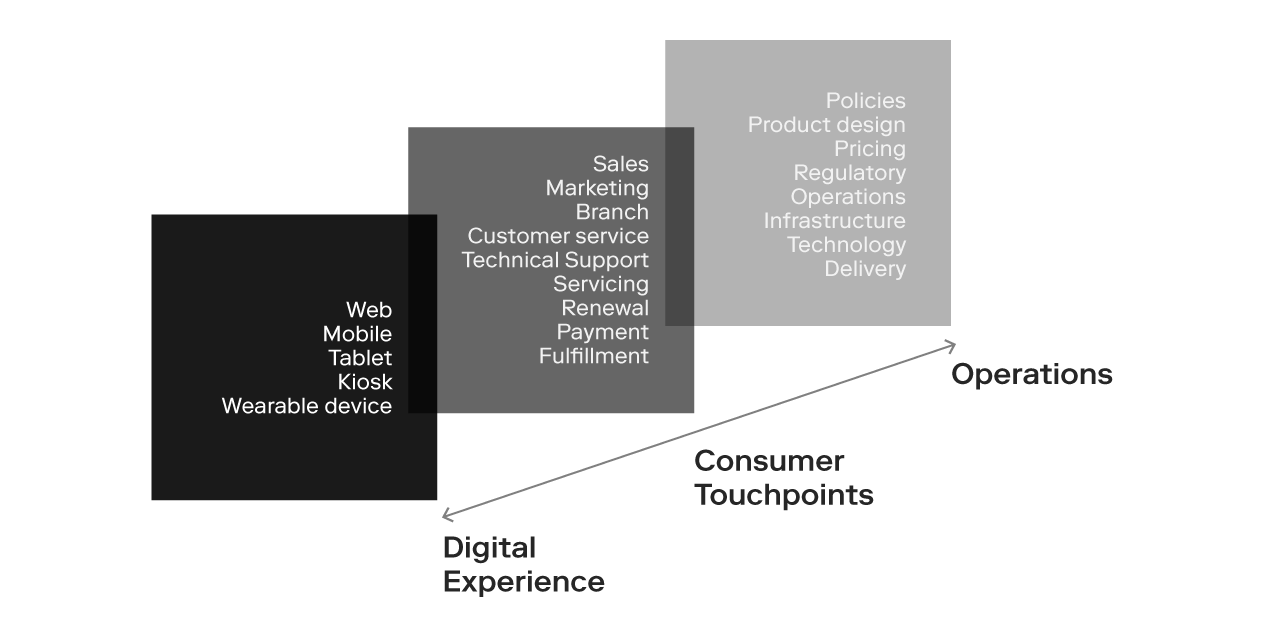 Web
Mobile
Tablet
Kiosk
Wearable device
Sales
Marketing
Branch
Customer service
Technical Support
Servicing
Renewal
Payment
Fulfillment
Policies
Product design
Pricing
Regulatory
Operations
Infrastructure
Technology
Delivery
Digital
Experience
Consumer
Touchpoints
Operations